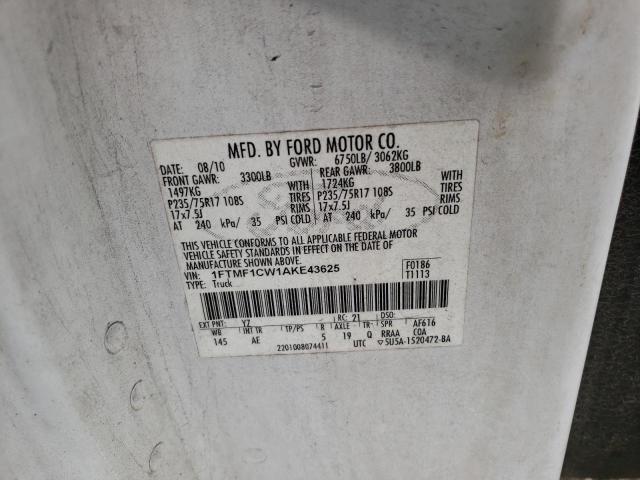 MFD. BY FORD MOTOR CO.
DATE: 08/10 GVWR: 6750LB/ 3062KG
FRONT GAWR: 3300LB REAR GAWR: 3800LB
1497KG WITH 1724KG WITH
P235/75R17 108S TIRES P235/75R17 108S TIRES
17x7.5J RIMS 17x7.5J RIMS
AT 240 kPa/ 35 PSI COLD AT 240 kPa/ 35 PSI COLD
THIS VEHICLE CONFORMS TO ALL APPLICABLE FEDERAL MOTOR
VEHICLE SAFETY STANDARDS IN EFFECT ON THE DATE OF
MANUFACTURE SHOWN ABOVE.
VIN: 1FTMF1CW1AKE43625 F0186
TYPE: Truck T1113
EXT PNT: YZ RC: 21 DSO:
WB INT TR TP/PS R AXLE TR SPR AF616
145 AE 5 19 Q RRAA COA
2201008074411 UTC ▽5U5A-1520472-BA